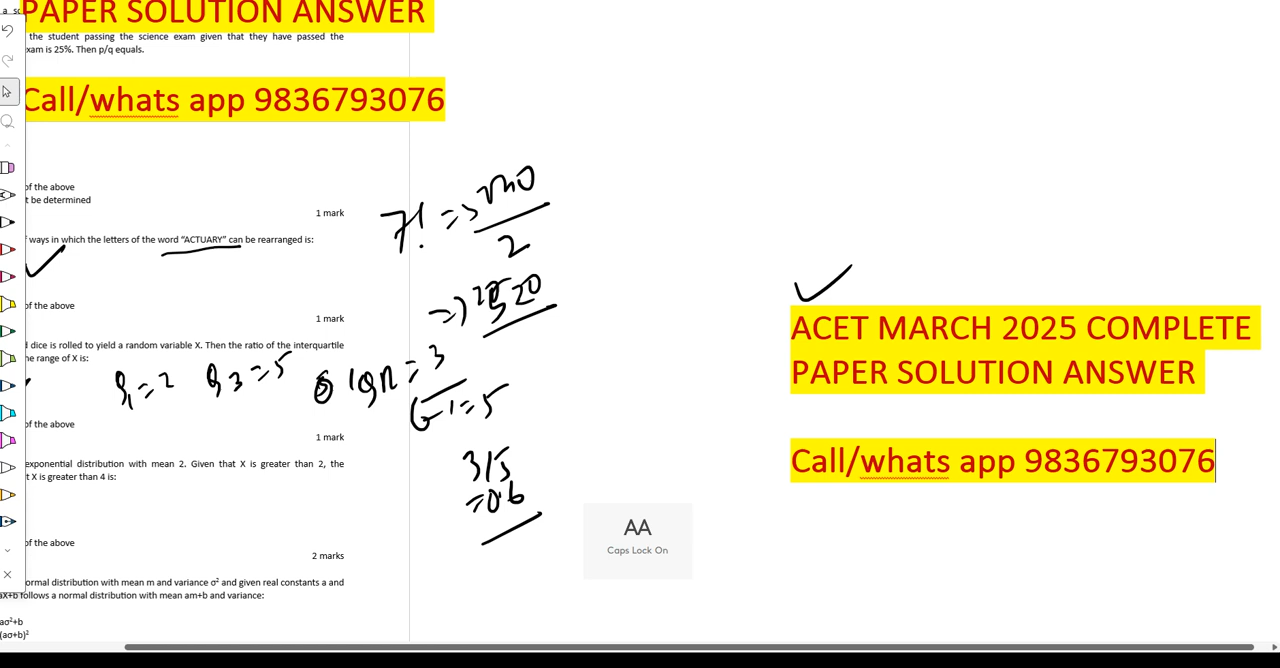 PAPER SOLUTION ANSWER
the student passing the science exam given that they have passed the
xam is 25%. Then p/q equals.
Call/whats app 9836793076
of the above
t be determined
1 mark
f ways in which the letters of the word "ACTUARY" can be rearranged is:
7! =>
2
=> 2520
of the above
1 mark
d dice is rolled to yield a random variable X. Then the ratio of the interquartile
he range of X is:
Q1=2 Q3=5 IQR=3
6-1=5
of the above
1 mark
exponential distribution with mean 2. Given that X is greater than 2, the
t X is greater than 4 is:
3/5
=0.6
of the above
2 marks
ormal distribution with mean m and variance σ² and given real constants a and
aX+b follows a normal distribution with mean am+b and variance:
aσ²+b
(aσ+b)²
ACET MARCH 2025 COMPLETE
PAPER SOLUTION ANSWER
Call/whats app 9836793076
AA
Caps Lock On